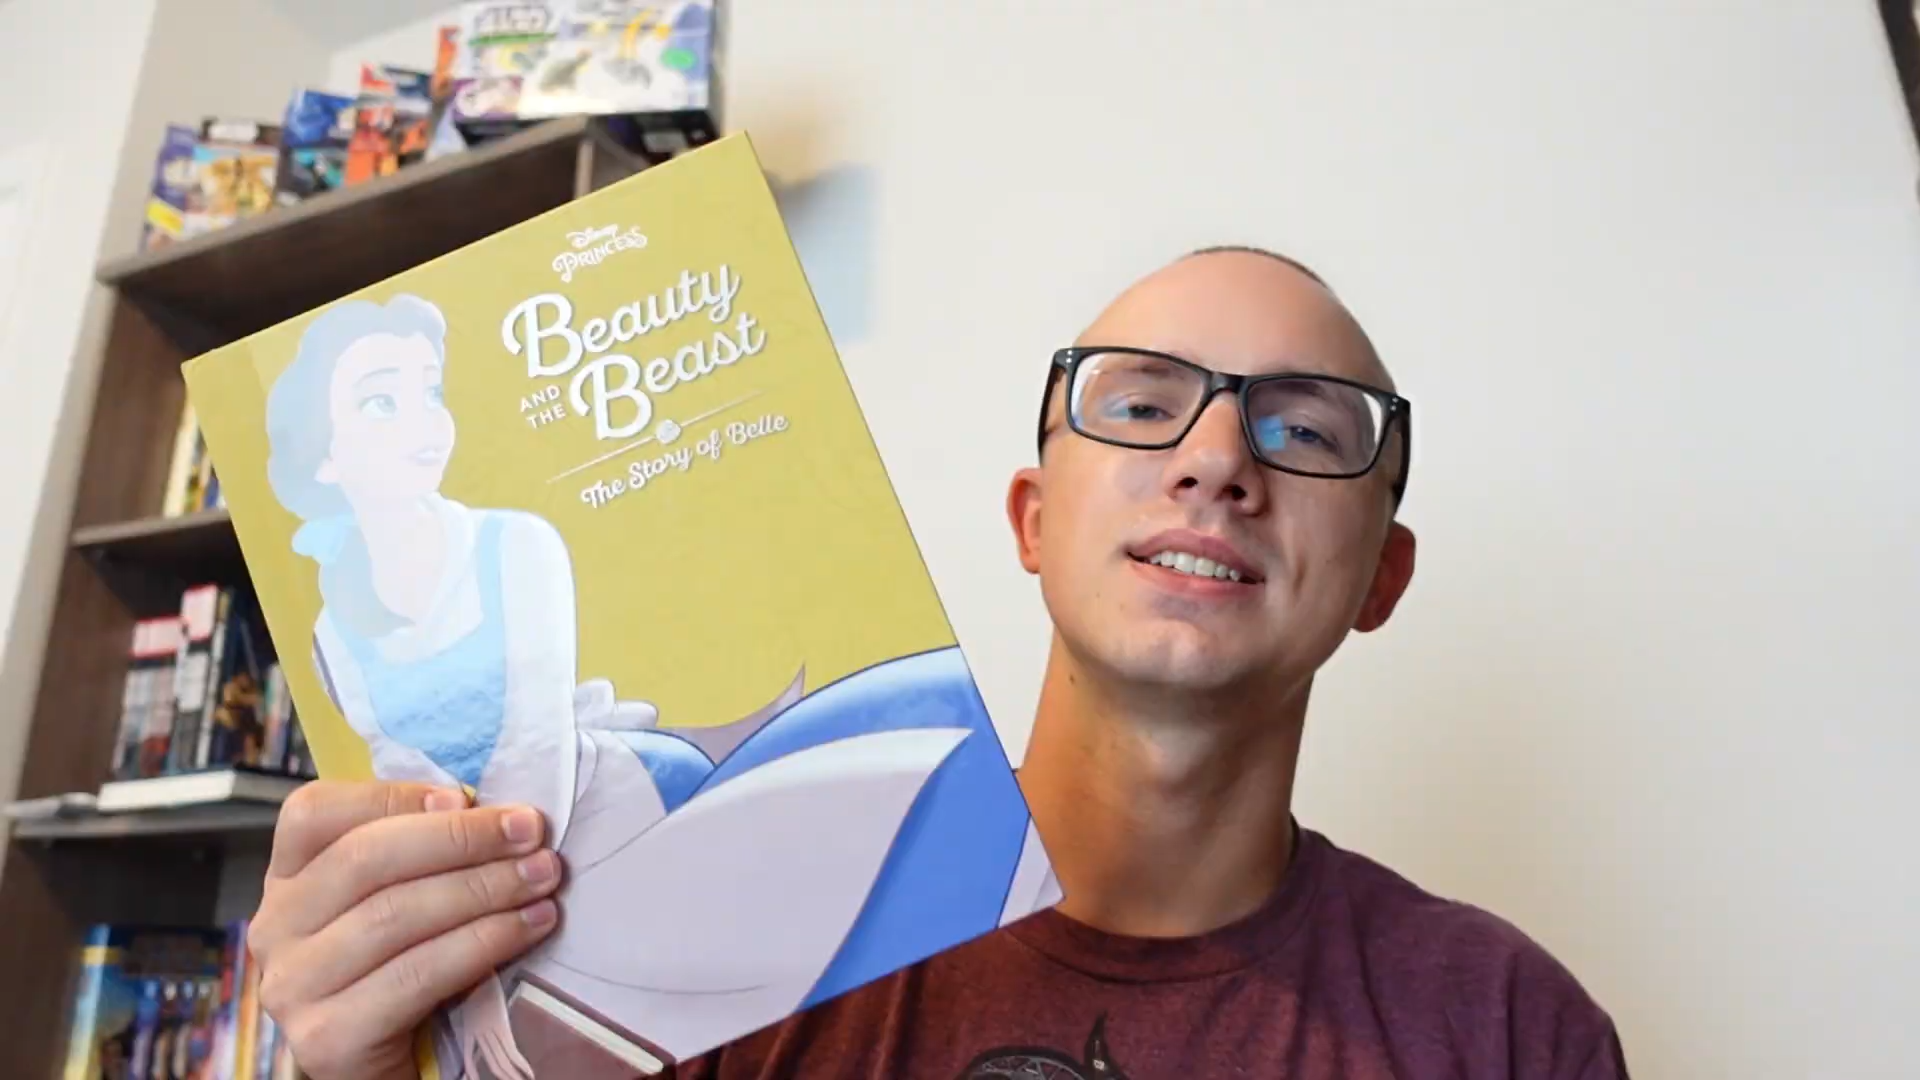 Disney
PRINCESS
Beauty
AND THE
Beast
The Story of Belle